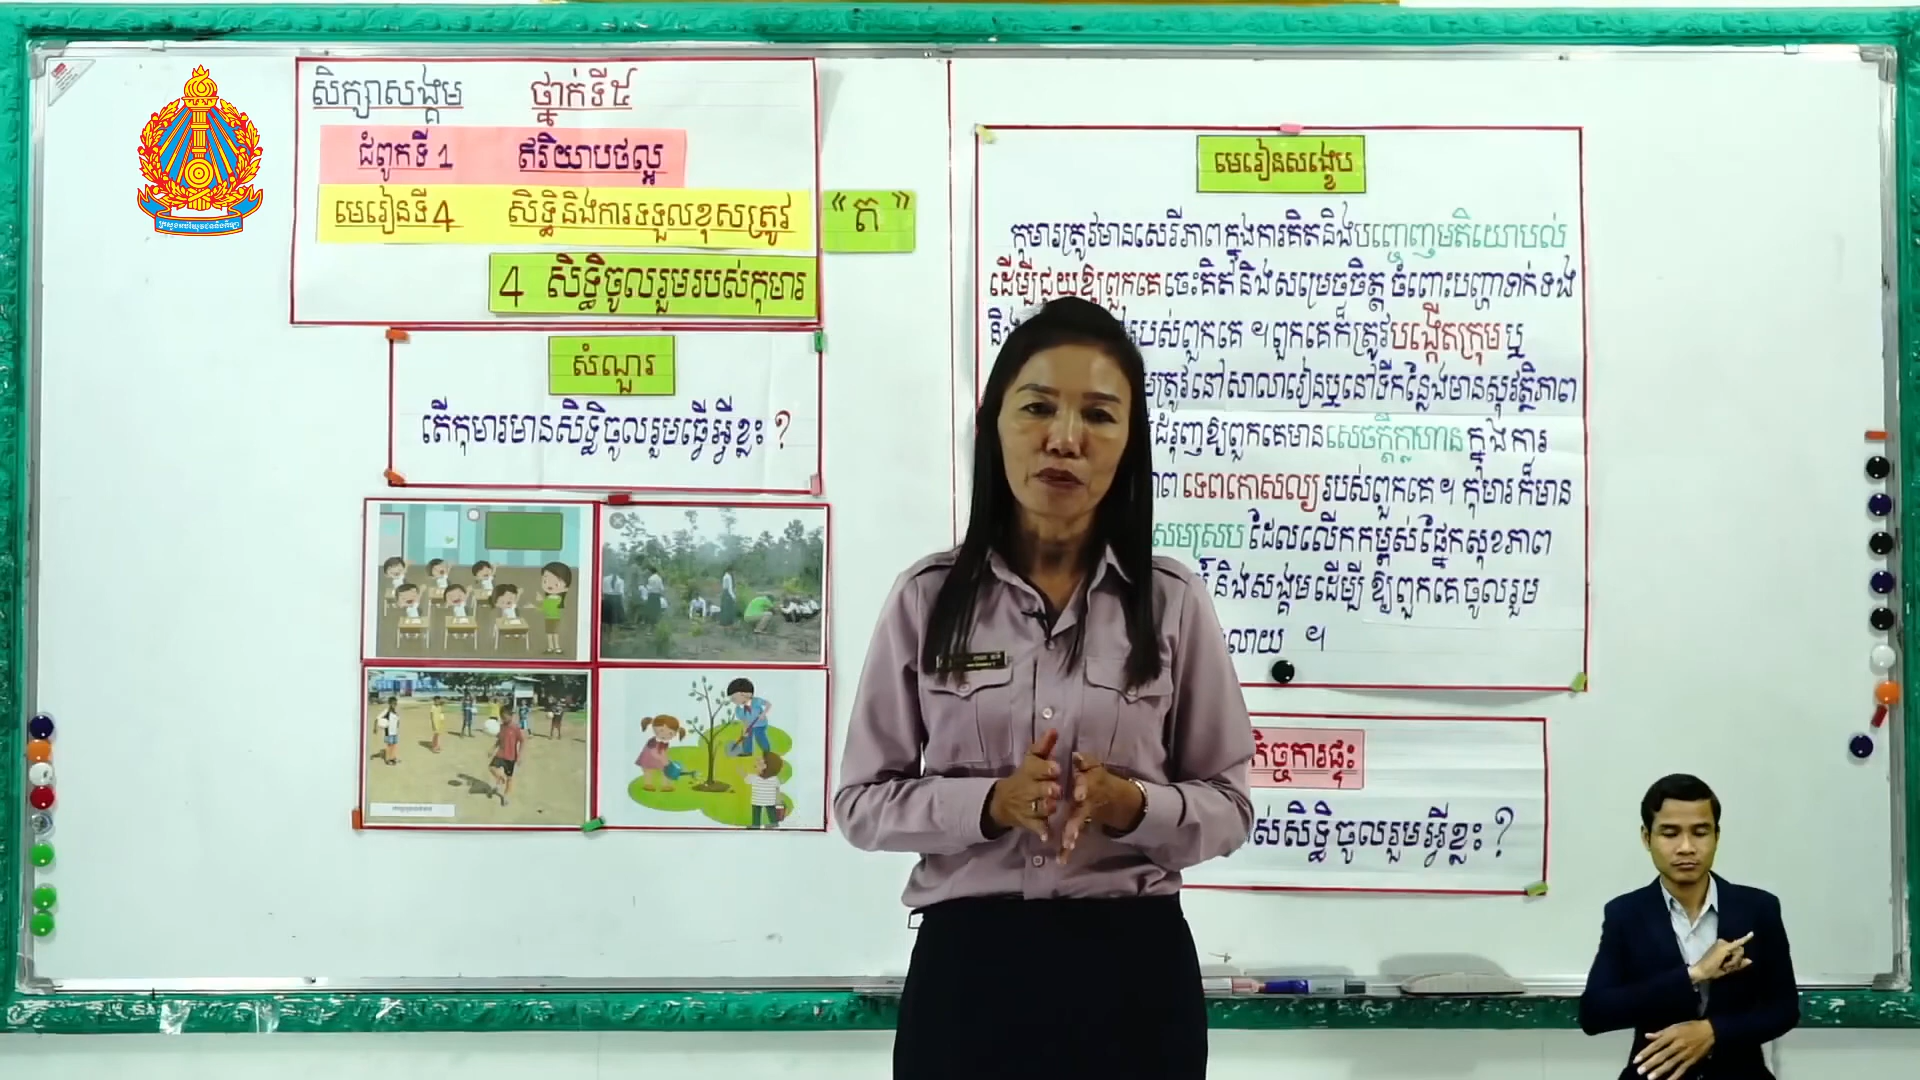 សិក្សាសង្គម ថ្នាក់ទី៥
ជំពូកទី 1 ឥរិយាបថល្អ
មេរៀនទី4 សិទ្ធិនិងការទទួលខុសត្រូវ "ត"
4 សិទ្ធិចូលរួមរបស់កុមារ
សំណួរ
តើកុមារមានសិទ្ធិចូលរួមធ្វើអ្វីខ្លះ ?
មេរៀនសង្ខេប
កុមារត្រូវមានសេរីភាពក្នុងការគិតនិងបញ្ចេញមតិយោបល់
ដើម្បីជួយឱ្យពួកគេចេះគិតនិងសម្រេចចិត្ត ចំពោះបញ្ហាទាក់ទង
និង របស់ពួកគេ ។ ពួកគេក៏ត្រូវបង្កើតក្រុម ឬ
ត្រូវនៅសាលារៀនឬនៅទីកន្លែងមានសុវត្ថិភាព
ជំរុញឱ្យពួកគេមានសេចក្តីក្លាហានក្នុងការ
ទេពកោសល្យរបស់ពួកគេ ។ កុមារក៏មាន
សមស្រប ដែលលើកកម្ពស់ផ្នែកសុខភាព
និងសង្គមដើម្បី ឱ្យពួកគេចូលរួម
។
កិច្ចការផ្ទះ
សិទ្ធិចូលរួមអ្វីខ្លះ ?